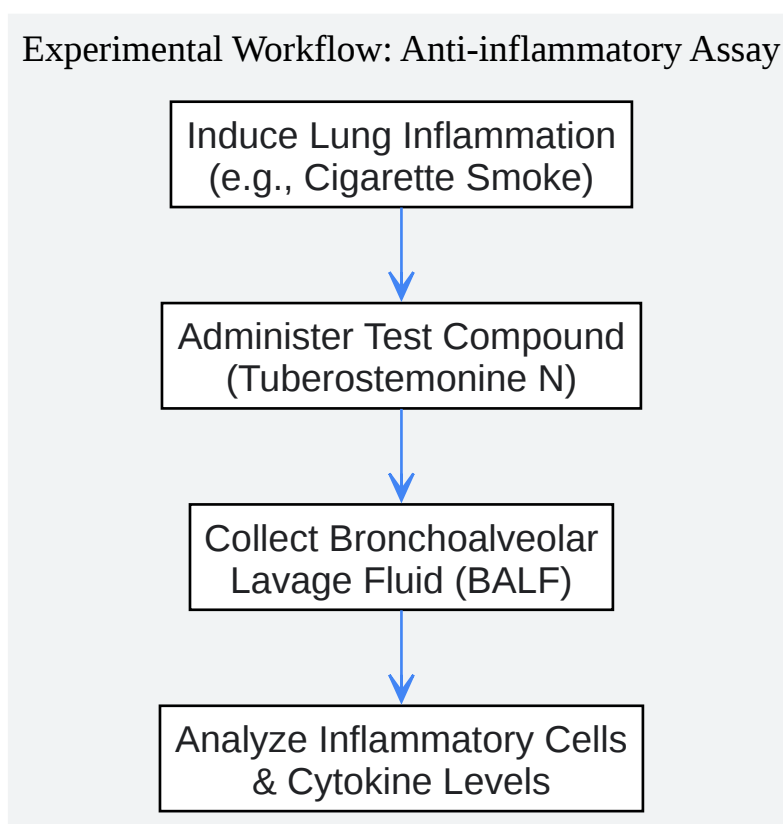 Experimental Workflow: Anti-inflammatory Assay
Induce Lung Inflammation
(e.g., Cigarette Smoke)
Administer Test Compound
(Tuberostemonine N)
Collect Bronchoalveolar
Lavage Fluid (BALF)
Analyze Inflammatory Cells
& Cytokine Levels